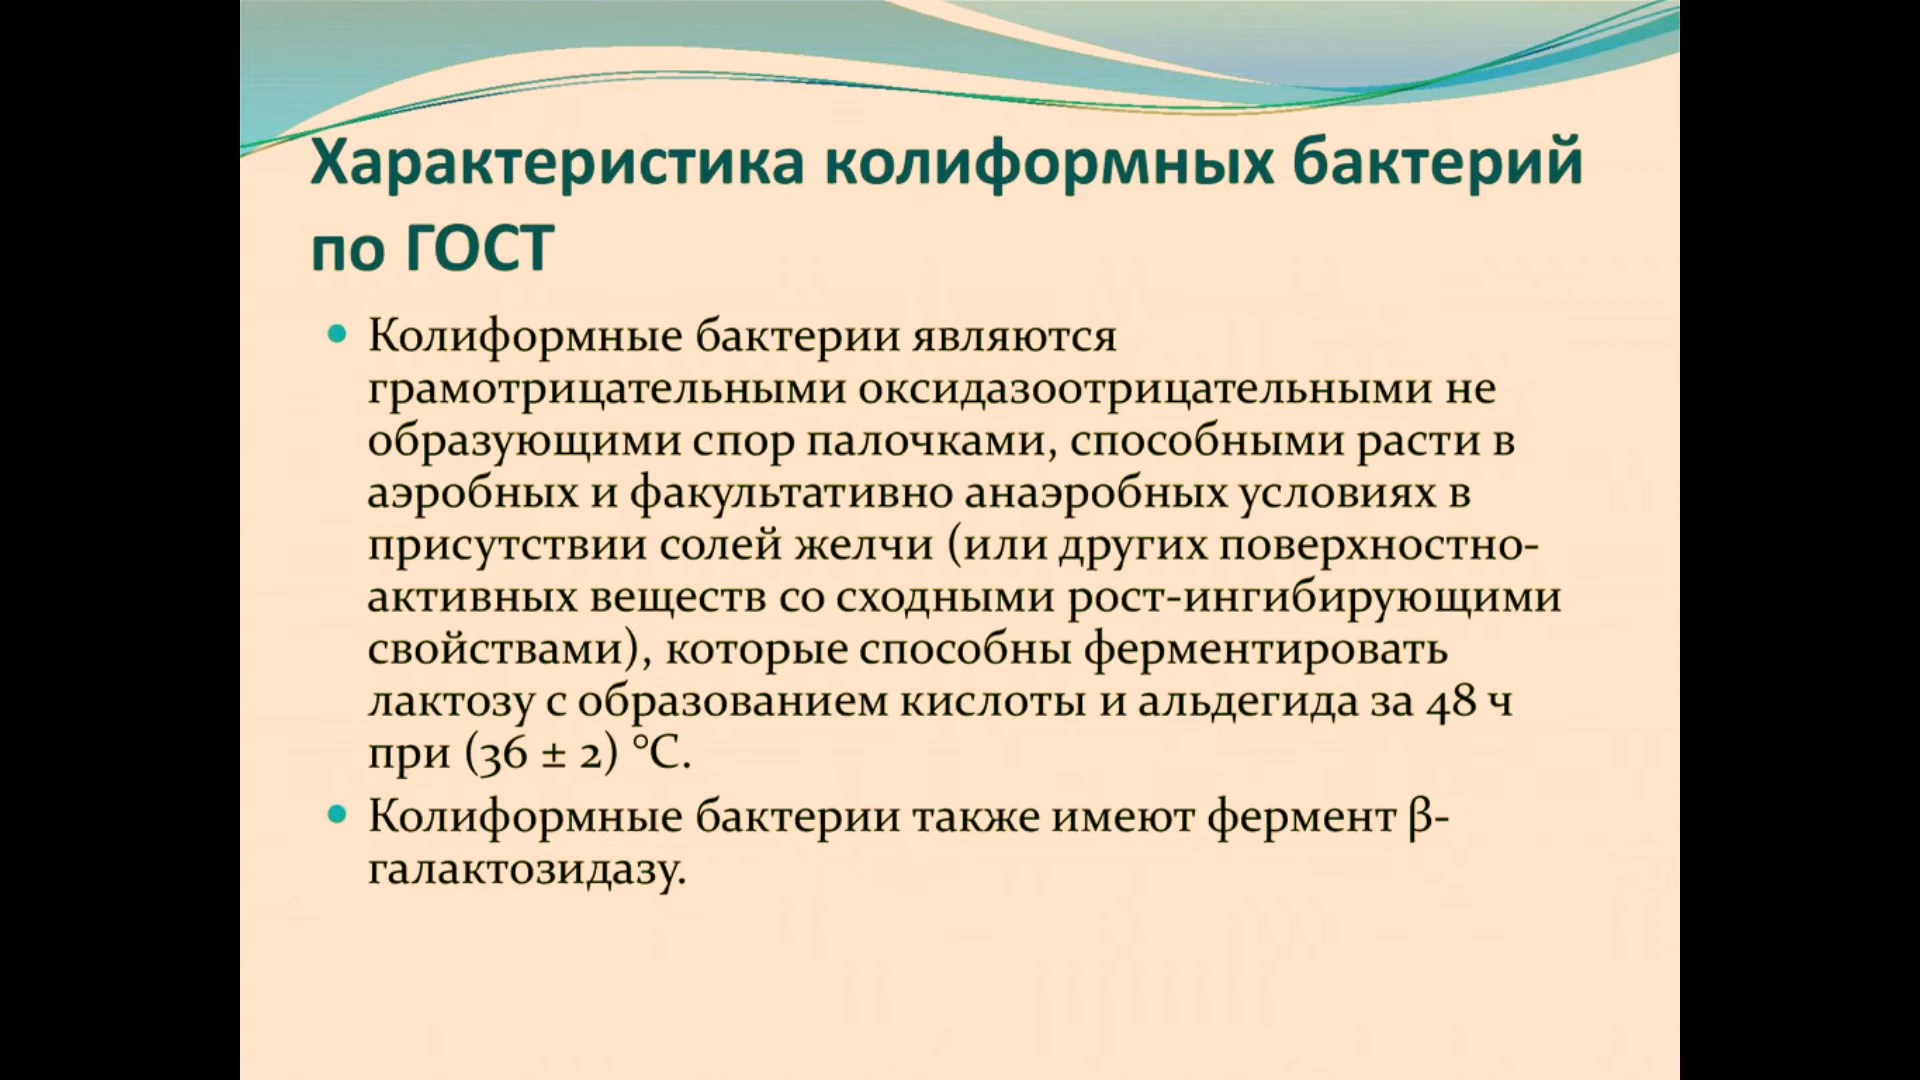 Характеристика колиформных бактерий
по ГОСТ
• Колиформные бактерии являются
грамотрицательными оксидазоотрицательными не
образующими спор палочками, способными расти в
аэробных и факультативно анаэробных условиях в
присутствии солей желчи (или других поверхностно-
активных веществ со сходными рост-ингибирующими
свойствами), которые способны ферментировать
лактозу с образованием кислоты и альдегида за 48 ч
при (36 ± 2) °С.
• Колиформные бактерии также имеют фермент β-
галактозидазу.